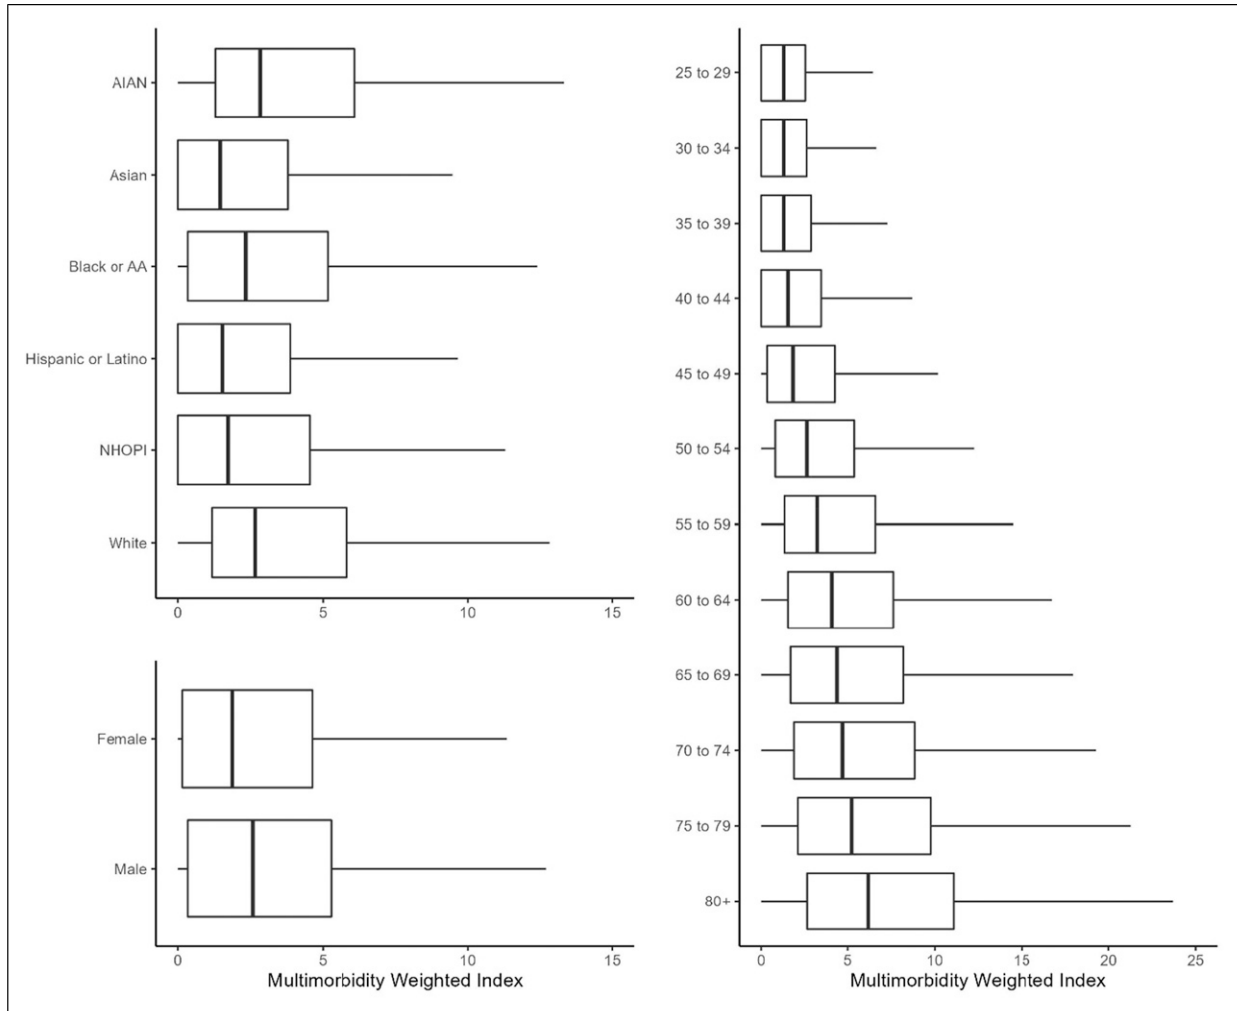 AIAN
Asian
Black or AA
Hispanic or Latino
NHOPI
White
0 5 10 15
Female
Male
0 5 10 15
Multimorbidity Weighted Index
25 to 29
30 to 34
35 to 39
40 to 44
45 to 49
50 to 54
55 to 59
60 to 64
65 to 69
70 to 74
75 to 79
80+
0 5 10 15 20 25
Multimorbidity Weighted Index